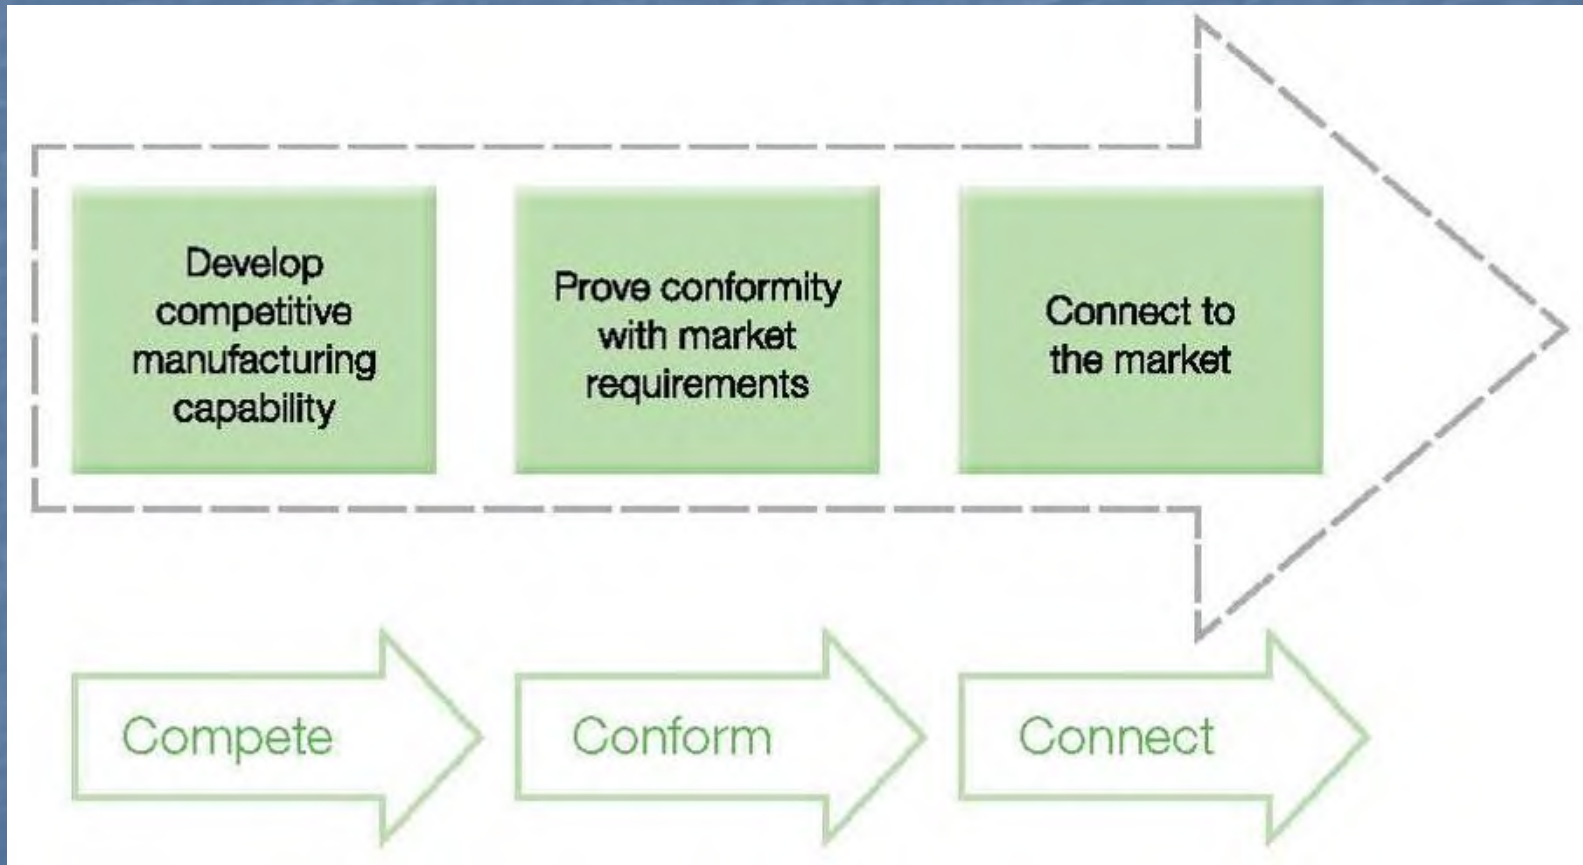 Develop
competitive
manufacturing
capability
Prove conformity
with market
requirements
Connect to
the market
Compete
Conform
Connect